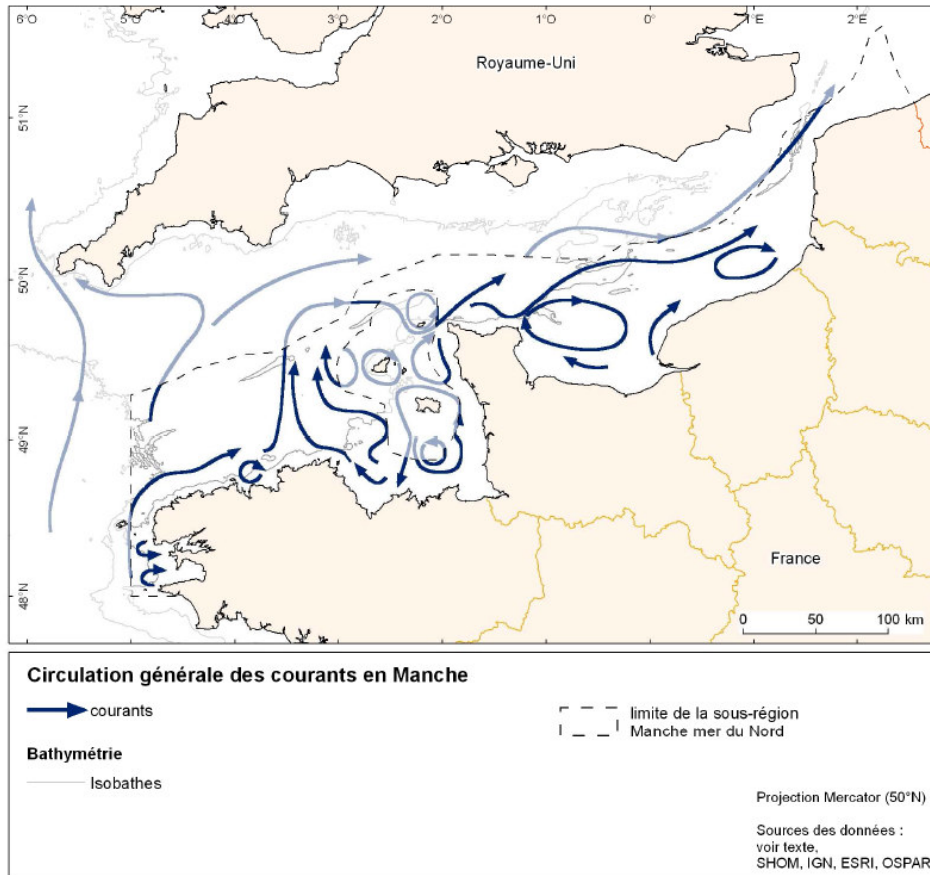 6°O 5°O 4°O 3°O 2°O 1°O 0° 1°E 2°E
Royaume-Uni
51°N
50°N
49°N
48°N
France
0 50 100 km
Circulation générale des courants en Manche
courants
limite de la sous-région
Manche mer du Nord
Bathymétrie
Isobathes
Projection Mercator (50°N)
Sources des données :
voir texte,
SHOM, IGN, ESRI, OSPAR